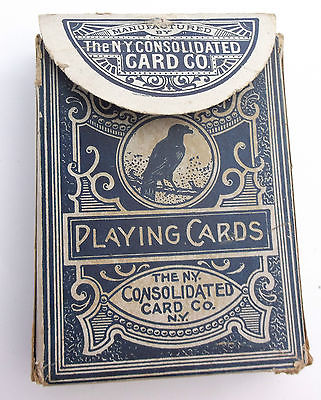 MANUFACTURED
BY
The N.Y. CONSOLIDATED
CARD CO.
PLAYING CARDS
THE N.Y.
CONSOLIDATED
CARD CO.
N.Y.